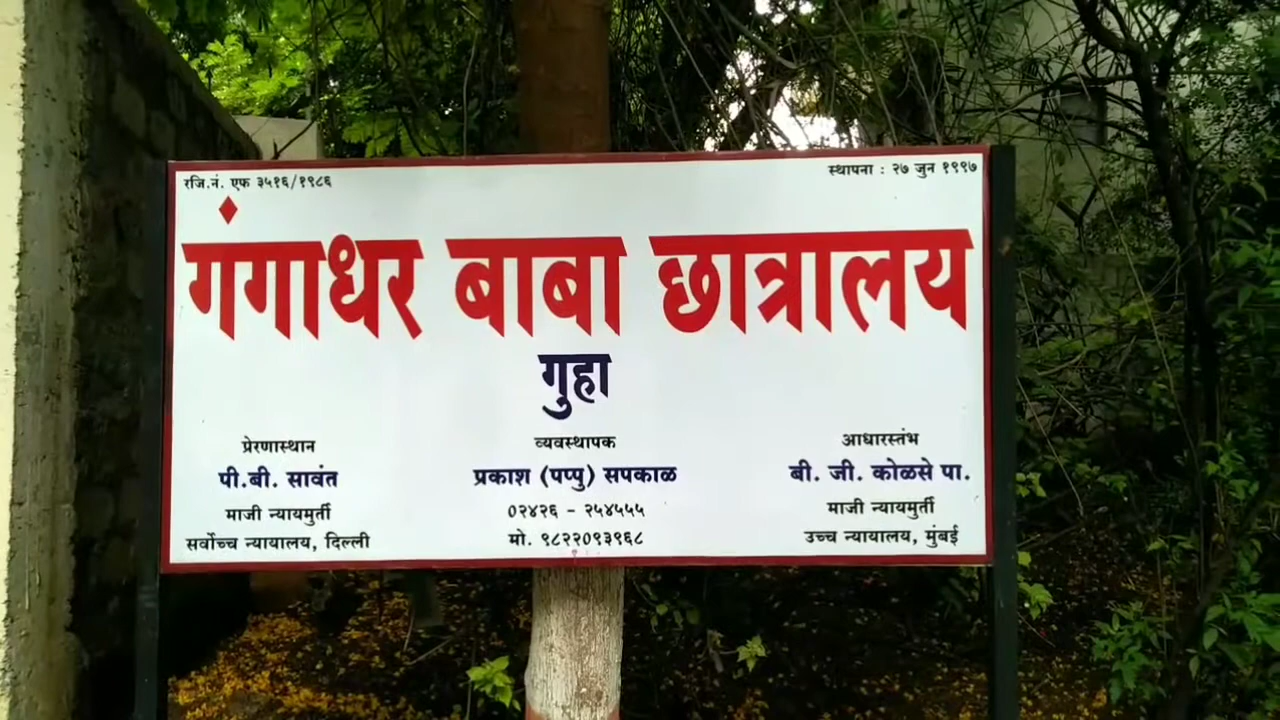 रजि.नं. एफ ३५१६/१९८६
स्थापना : २७ जुन १९९७
गंगाधर बाबा छात्रालय
गुहा
प्रेरणास्थान
पी.बी. सावंत
माजी न्यायमुर्ती
सर्वोच्च न्यायालय, दिल्ली
व्यवस्थापक
प्रकाश (पप्पु) सपकाळ
०२४२६ - २५४५५५
मो. ९८२२०९३९६८
आधारस्तंभ
बी. जी. कोळसे पा.
माजी न्यायमुर्ती
उच्च न्यायालय, मुंबई